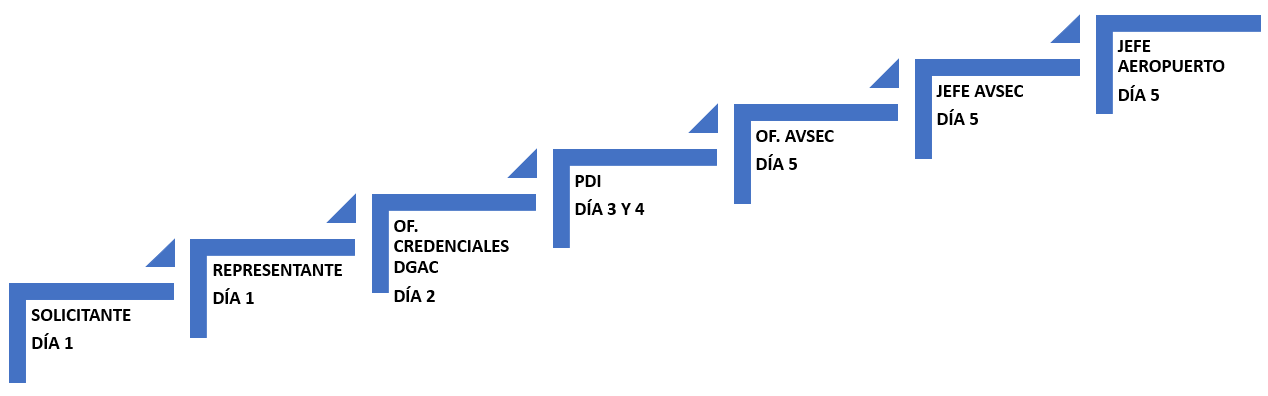 SOLICITANTE
DÍA 1
REPRESENTANTE
DÍA 1
OF.
CREDENCIALES
DGAC
DÍA 2
PDI
DÍA 3 Y 4
OF. AVSEC
DÍA 5
JEFE AVSEC
DÍA 5
JEFE
AEROPUERTO
DÍA 5